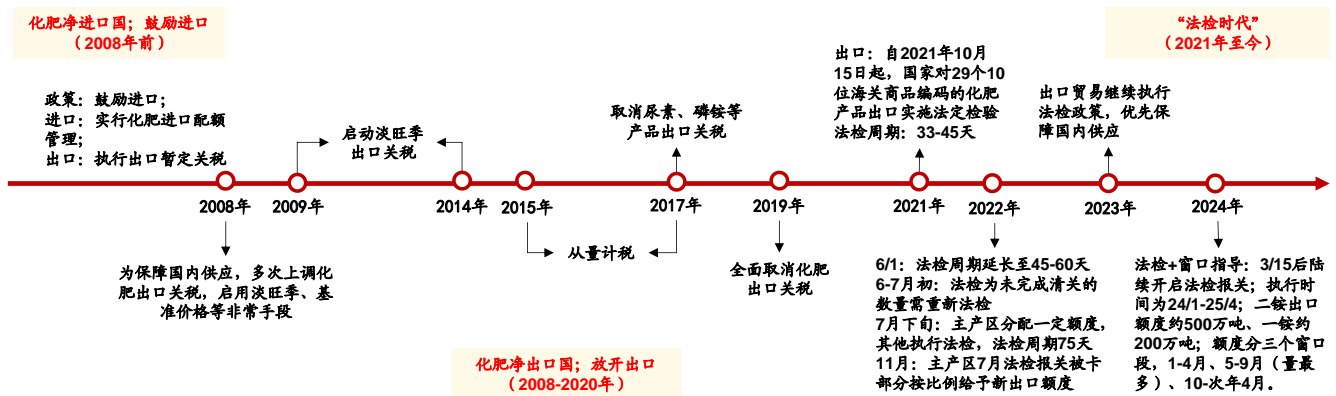 化肥净进口国；鼓励进口
（2008年前）
“法检时代”
（2021年至今）
政策：鼓励进口；
进口：实行化肥进口配额
管理；
出口：执行出口暂定关税
启动淡旺季
出口关税
取消尿素、磷铵等
产品出口关税
出口：自2021年10月
15日起，国家对29个10
位海关商品编码的化肥
产品出口实施法定检验
法检周期：33-45天
出口贸易继续执行
法检政策，优先保
障国内供应
2008年
2009年
2014年
2015年
2017年
2019年
2021年
2022年
2023年
2024年
为保障国内供应，多次上调化
肥出口关税，启用淡旺季、基
准价格等非常手段
从量计税
全面取消化肥
出口关税
6/1：法检周期延长至45-60天
6-7月初：法检为未完成清关的
数量需重新法检
7月下旬：主产区分配一定额度，
其他执行法检，法检周期75天
11月：主产区7月法检报关被卡
部分按比例给予新出口额度
法检+窗口指导：3/15后陆
续开启法检报关；执行时
间为24/1-25/4；二铵出口
额度约500万吨、一铵约
200万吨；额度分三个窗口
段，1-4月、5-9月（量最
多）、10-次年4月。
化肥净出口国；放开出口
（2008-2020年）